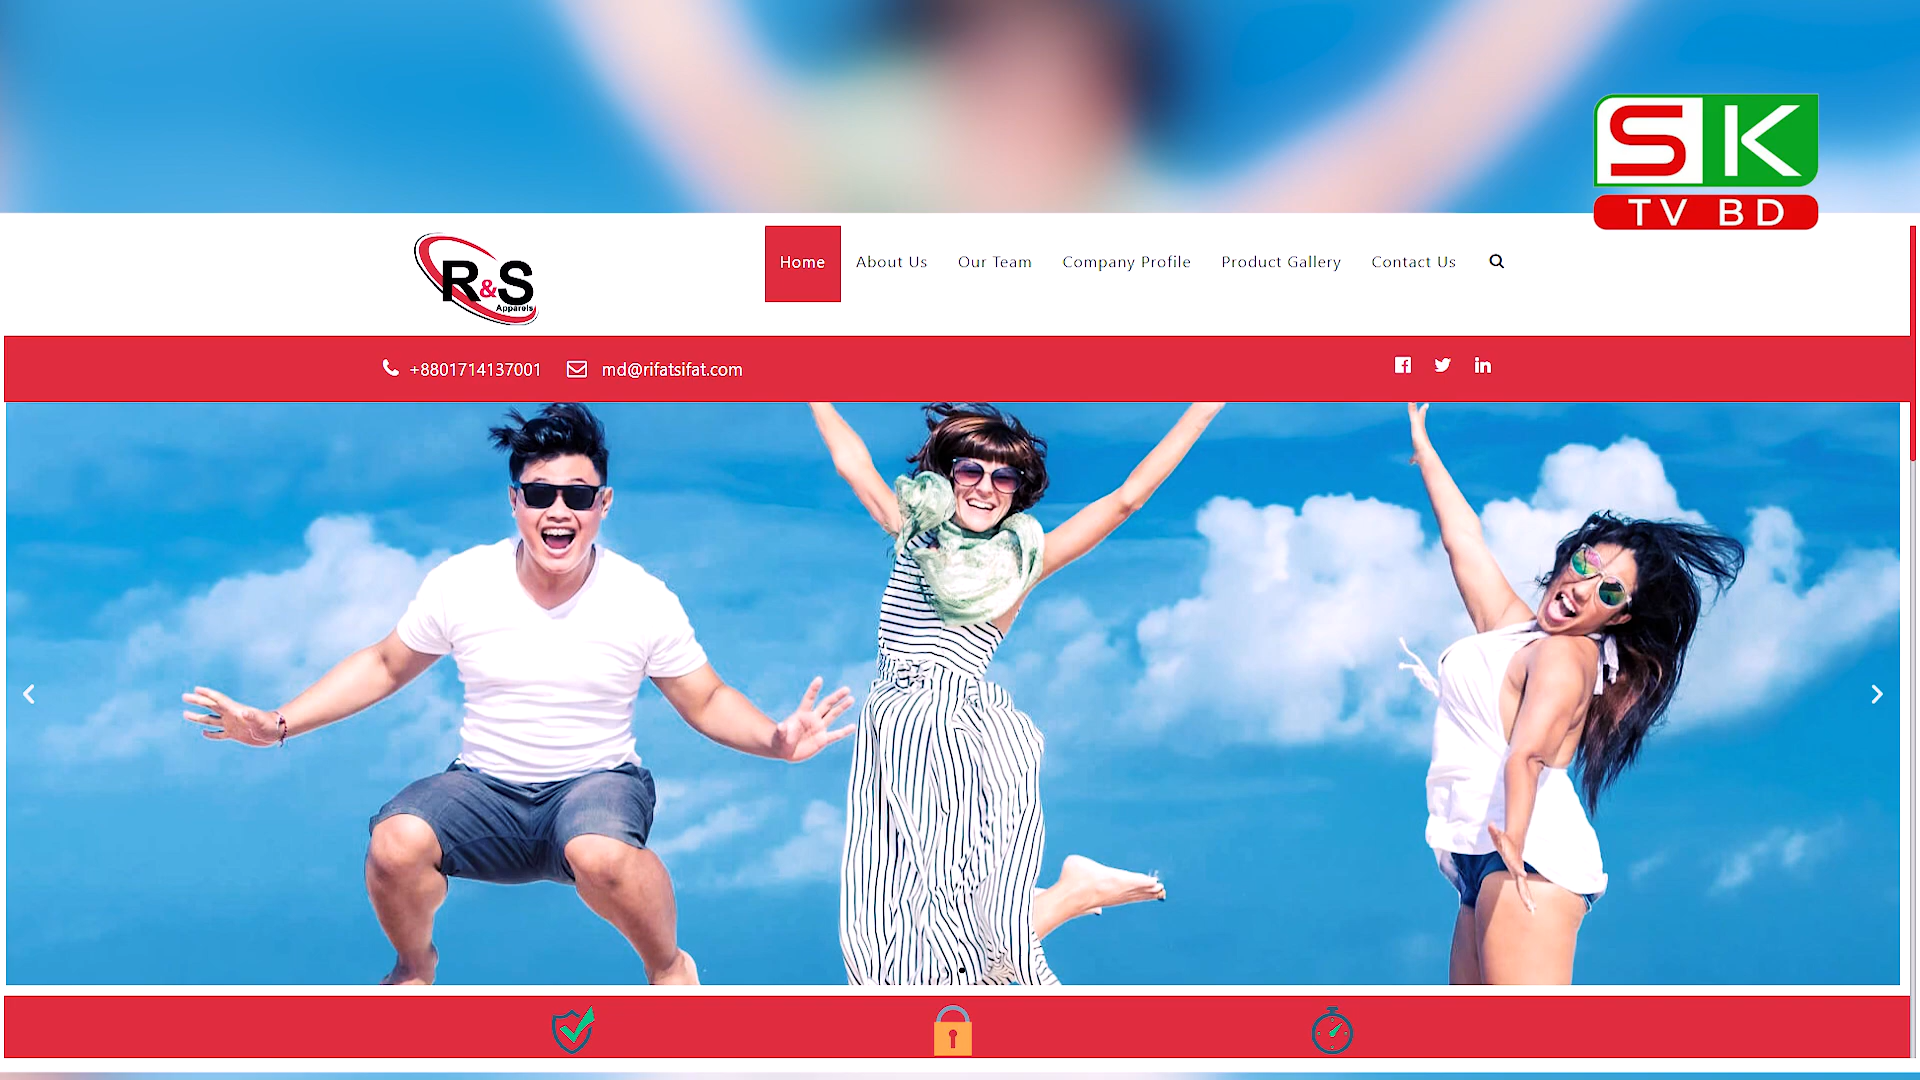 SK
TV BD
R&S
Apparels
Home About Us Our Team Company Profile Product Gallery Contact Us
+8801714137001 md@rifatsifat.com